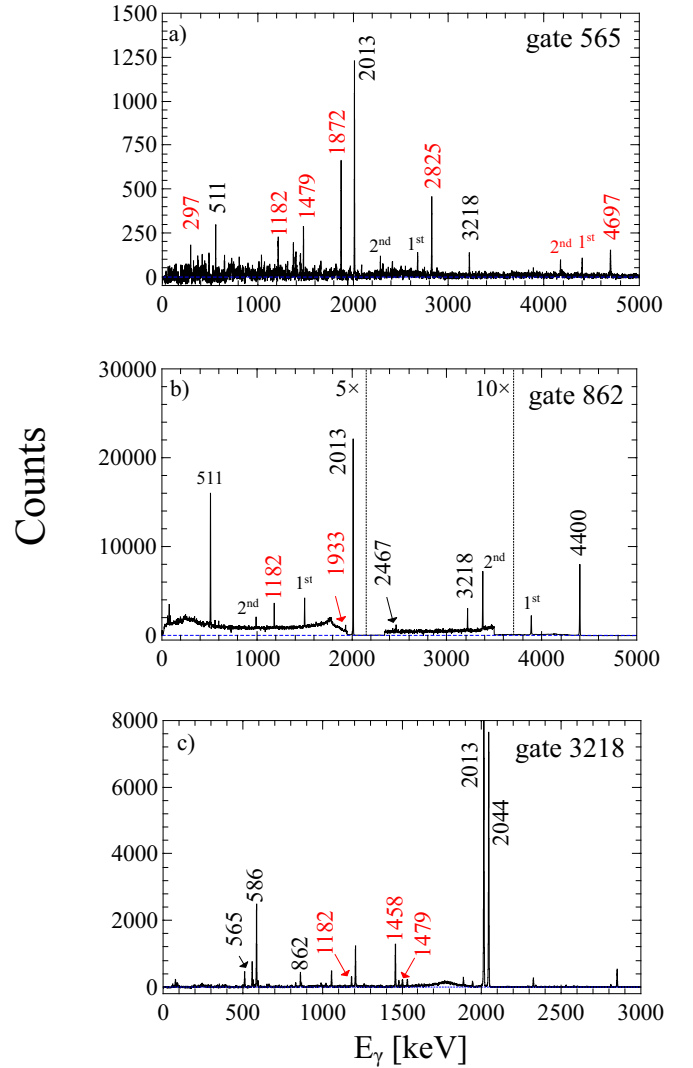 a)
gate 565
1500
1250
1000
750
500
250
0
297
511
1182
1479
1872
2013
2nd
1st
2825
3218
2nd
1st
4697
0 1000 2000 3000 4000 5000
b)
5×
10×
gate 862
30000
20000
10000
0
511
2nd
1182
1st
1933
2013
2467
3218
2nd
1st
4400
0 1000 2000 3000 4000 5000
Counts
c)
gate 3218
8000
6000
4000
2000
0
565
586
862
1182
1458
1479
2013
2044
0 500 1000 1500 2000 2500 3000
Eγ [keV]